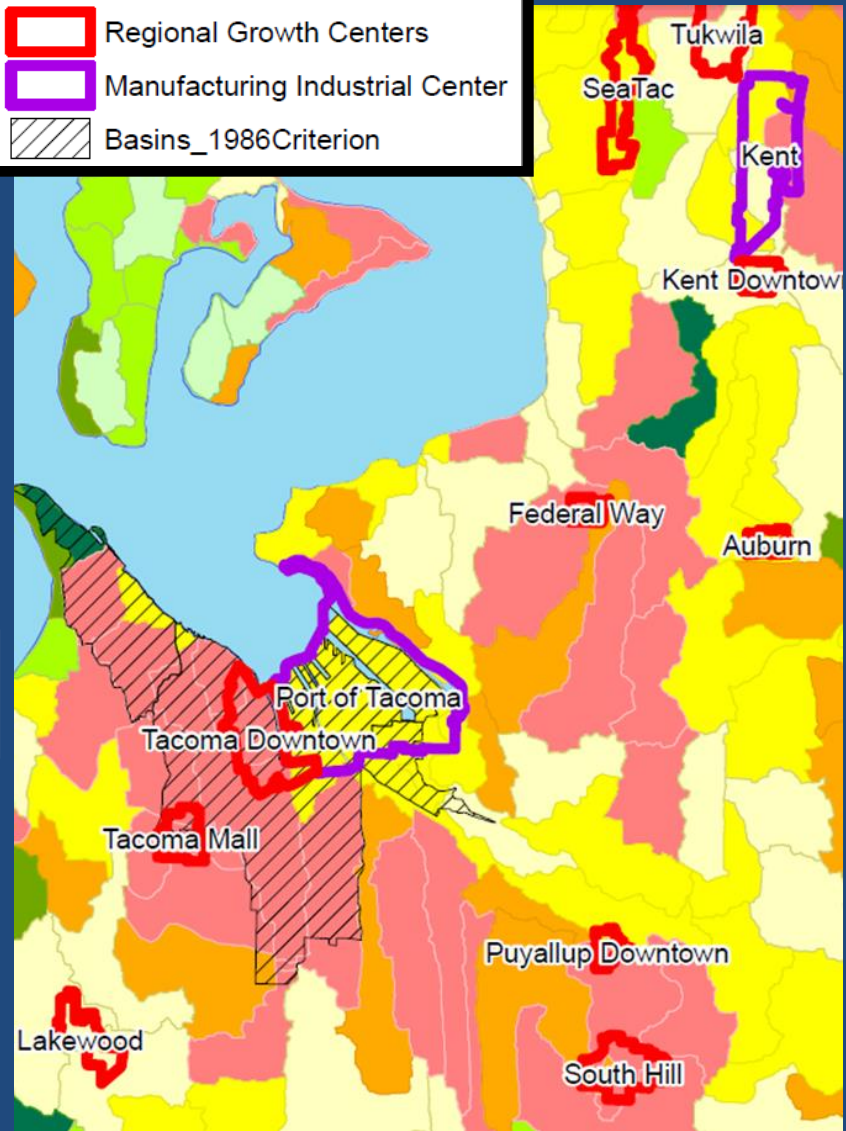 Regional Growth Centers
Manufacturing Industrial Center
Basins_1986Criterion
Tukwila
SeaTac
Kent
Kent Downtow
Federal Way
Auburn
Port of Tacoma
Tacoma Downtown
Tacoma Mall
Puyallup Downtown
Lakewood
South Hill